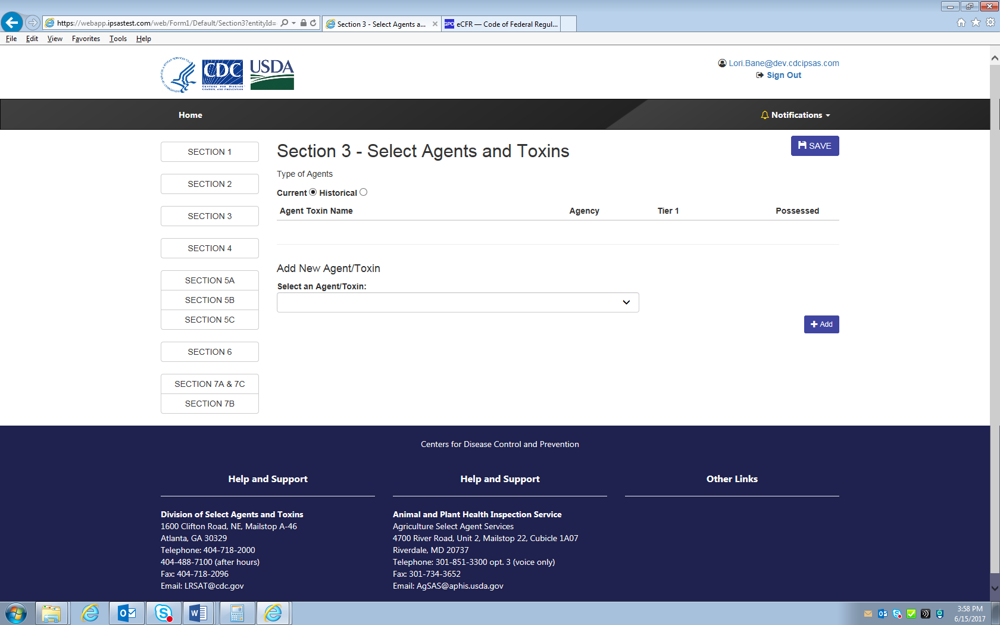 https://webapp.ipsastest.com/web/Form1/Default/Section3?entityId=
Section 3 - Select Agents a...
GPO eCFR — Code of Federal Regul...
File Edit View Favorites Tools Help
CDC
CENTERS FOR DISEASE
CONTROL AND PREVENTION
USDA
Lori.Bane@dev.cdcipsas.com
Sign Out
Home
Notifications
SECTION 1
SECTION 2
SECTION 3
SECTION 4
SECTION 5A
SECTION 5B
SECTION 5C
SECTION 6
SECTION 7A & 7C
SECTION 7B
Section 3 - Select Agents and Toxins
SAVE
Type of Agents
Current Historical
Agent Toxin Name Agency Tier 1 Possessed
Add New Agent/Toxin
Select an Agent/Toxin:
Add
Centers for Disease Control and Prevention
Help and Support
Division of Select Agents and Toxins
1600 Clifton Road, NE, Mailstop A-46
Atlanta, GA 30329
Telephone: 404-718-2000
404-488-7100 (after hours)
Fax: 404-718-2096
Email: LRSAT@cdc.gov
Help and Support
Animal and Plant Health Inspection Service
Agriculture Select Agent Services
4700 River Road, Unit 2, Mailstop 22, Cubicle 1A07
Riverdale, MD 20737
Telephone: 301-851-3300 opt. 3 (voice only)
Fax: 301-734-3652
Email: AgSAS@aphis.usda.gov
Other Links
3:58 PM
6/15/2017